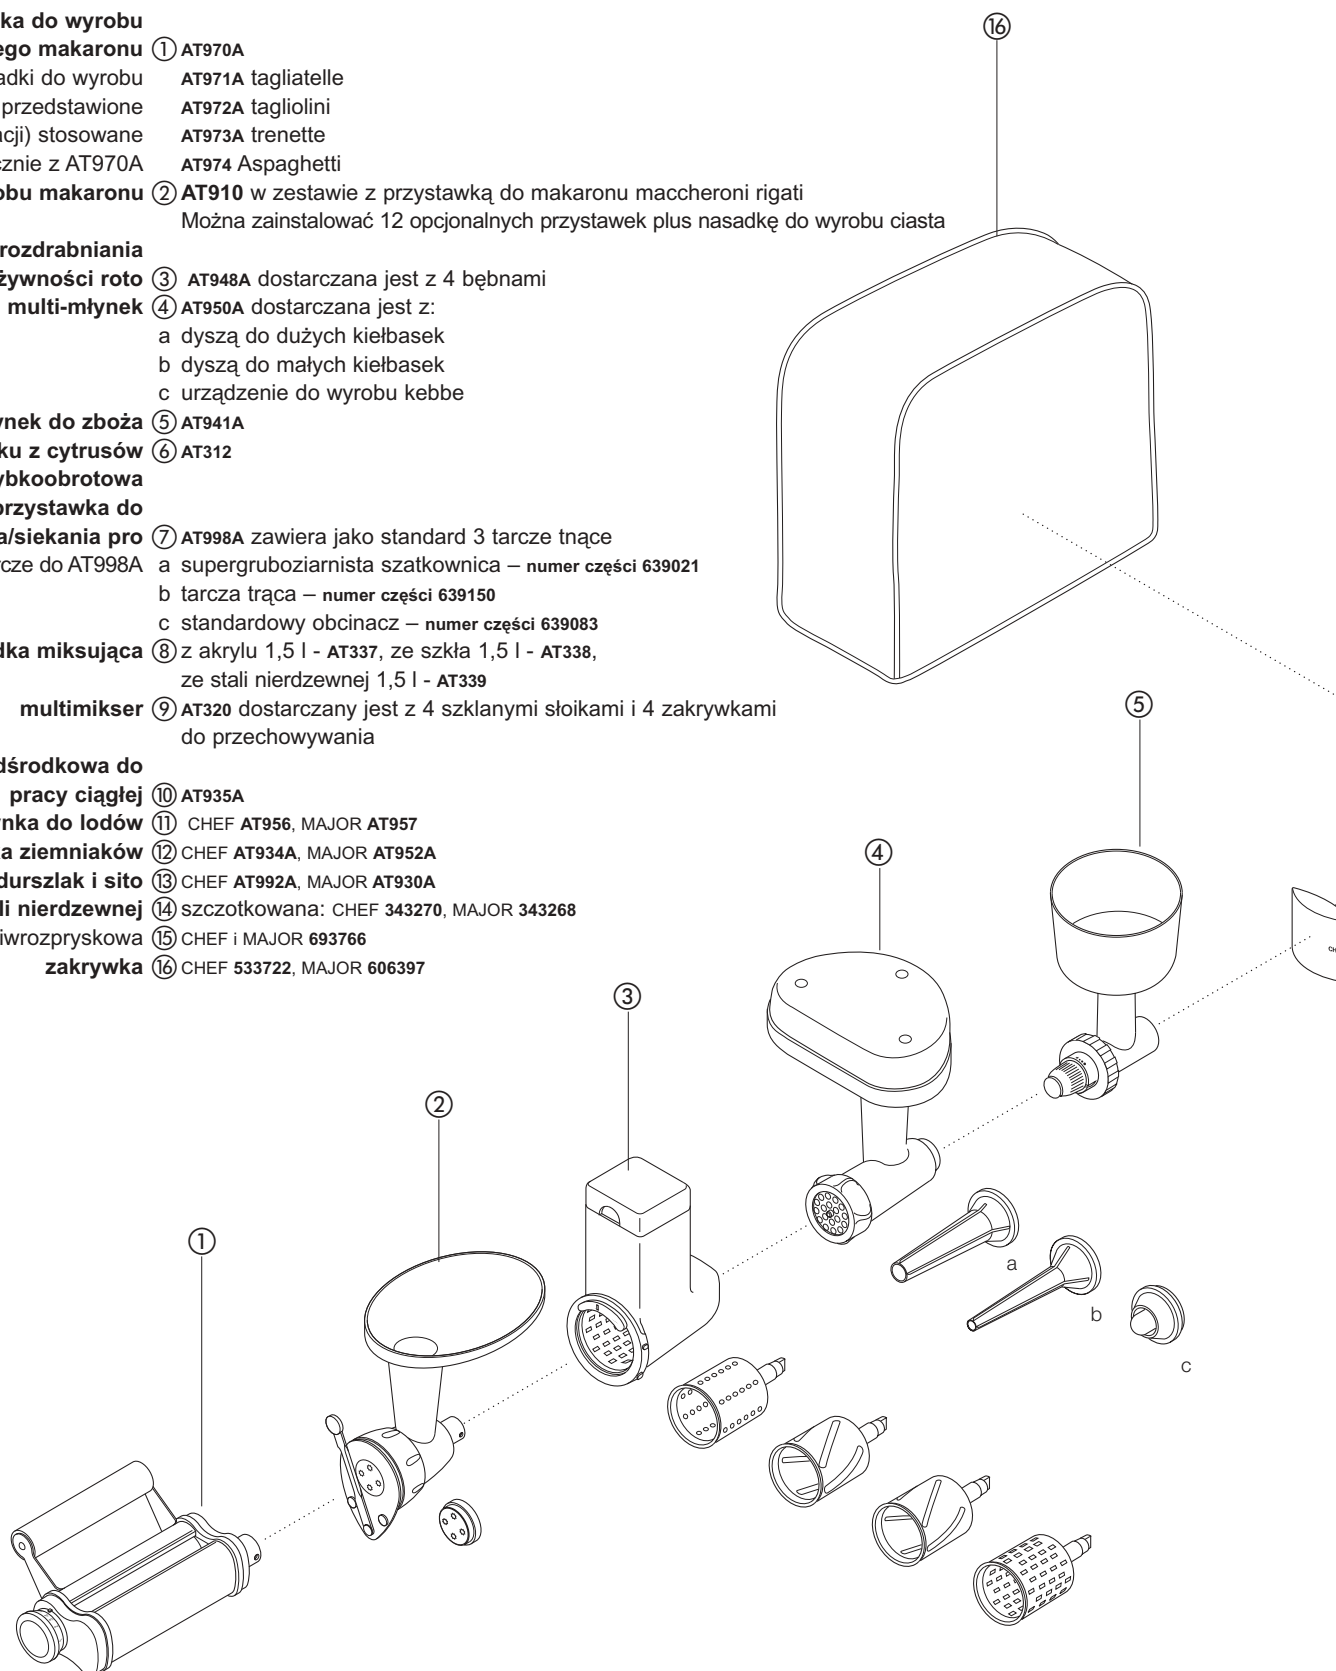 ka do wyrobu
ego makaronu ① AT970A
adki do wyrobu AT971A tagliatelle
przedstawione AT972A tagliolini
acji) stosowane AT973A trenette
cznie z AT970A AT974 Aspaghetti
obu makaronu ② AT910 w zestawie z przystawką do makaronu maccheroni rigati
Można zainstalować 12 opcjonalnych przystawek plus nasadkę do wyrobu ciasta
rozdrabniania
żywności roto ③ AT948A dostarczana jest z 4 bębnami
multi-młynek ④ AT950A dostarczana jest z:
a dyszą do dużych kiełbasek
b dyszą do małych kiełbasek
c urządzenie do wyrobu kebbe
ynek do zboża ⑤ AT941A
ku z cytrusów ⑥ AT312
ybkoobrotowa
przystawka do
a/siekania pro ⑦ AT998A zawiera jako standard 3 tarcze tnące
rcze do AT998A a supergruboziarnista szatkownica – numer części 639021
b tarcza trąca – numer części 639150
c standardowy obcinacz – numer części 639083
dka miksująca ⑧ z akrylu 1,5 l - AT337, ze szkła 1,5 l - AT338,
ze stali nierdzewnej 1,5 l - AT339
multimikser ⑨ AT320 dostarczany jest z 4 szklanymi słoikami i 4 zakrywkami
do przechowywania
dśrodkowa do
pracy ciągłej ⑩ AT935A
nka do lodów ⑪ CHEF AT956, MAJOR AT957
ka ziemniaków ⑫ CHEF AT934A, MAJOR AT952A
durszlak i sito ⑬ CHEF AT992A, MAJOR AT930A
li nierdzewnej ⑭ szczotkowana: CHEF 343270, MAJOR 343268
iwrozpryskowa ⑮ CHEF i MAJOR 693766
zakrywka ⑯ CHEF 533722, MAJOR 606397
⑯
⑤
④
③
②
①
CH
a
b
c